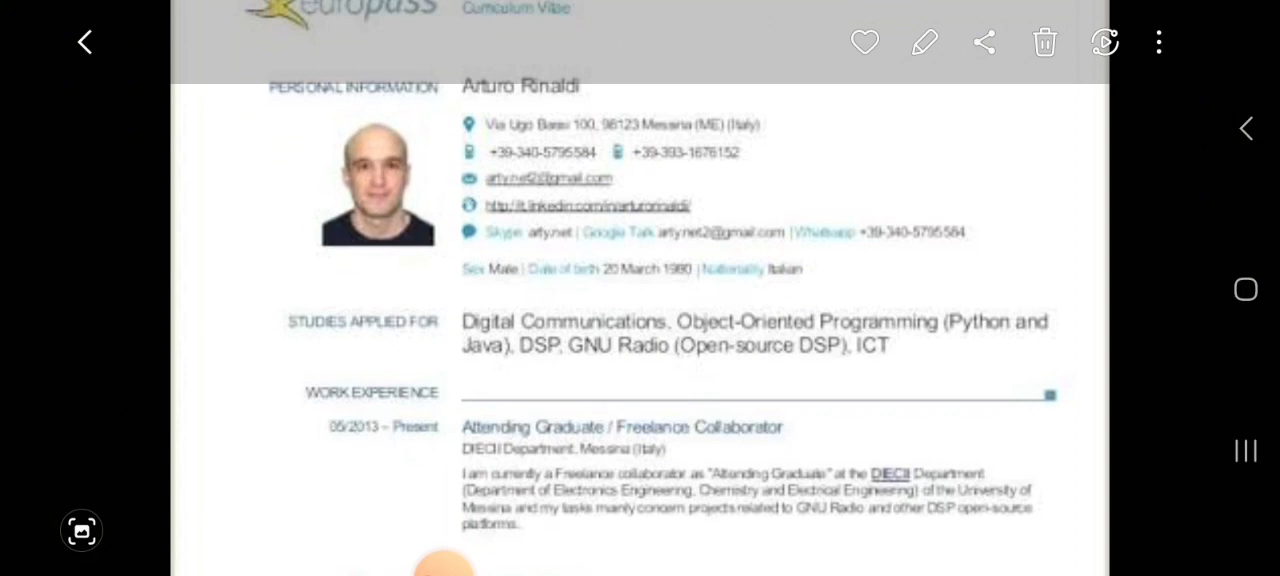 europass
Curriculum Vitae
PERSONAL INFORMATION
Arturo Rinaldi
Via Ugo Bassi 100, 98123 Messina (ME) (Italy)
+39-340-5795584 +39-393-1676152
arty.net2@gmail.com
http://it.linkedin.com/in/arturorinaldi/
Skype arty.net | Google Talk arty.net2@gmail.com | Whatsapp +39-340-5795584
Sex Male | Date of birth 20 March 1980 | Nationality Italian
STUDIES APPLIED FOR
Digital Communications, Object-Oriented Programming (Python and
Java), DSP, GNU Radio (Open-source DSP), ICT
WORK EXPERIENCE
05/2013 – Present
Attending Graduate / Freelance Collaborator
DIECII Department, Messina (Italy)
I am currently a Freelance collaborator as "Attending Graduate" at the DIECII Department
(Department of Electronics Engineering, Chemistry and Electrical Engineering) of the University of
Messina and my tasks mainly concern projects related to GNU Radio and other DSP open-source
platforms.